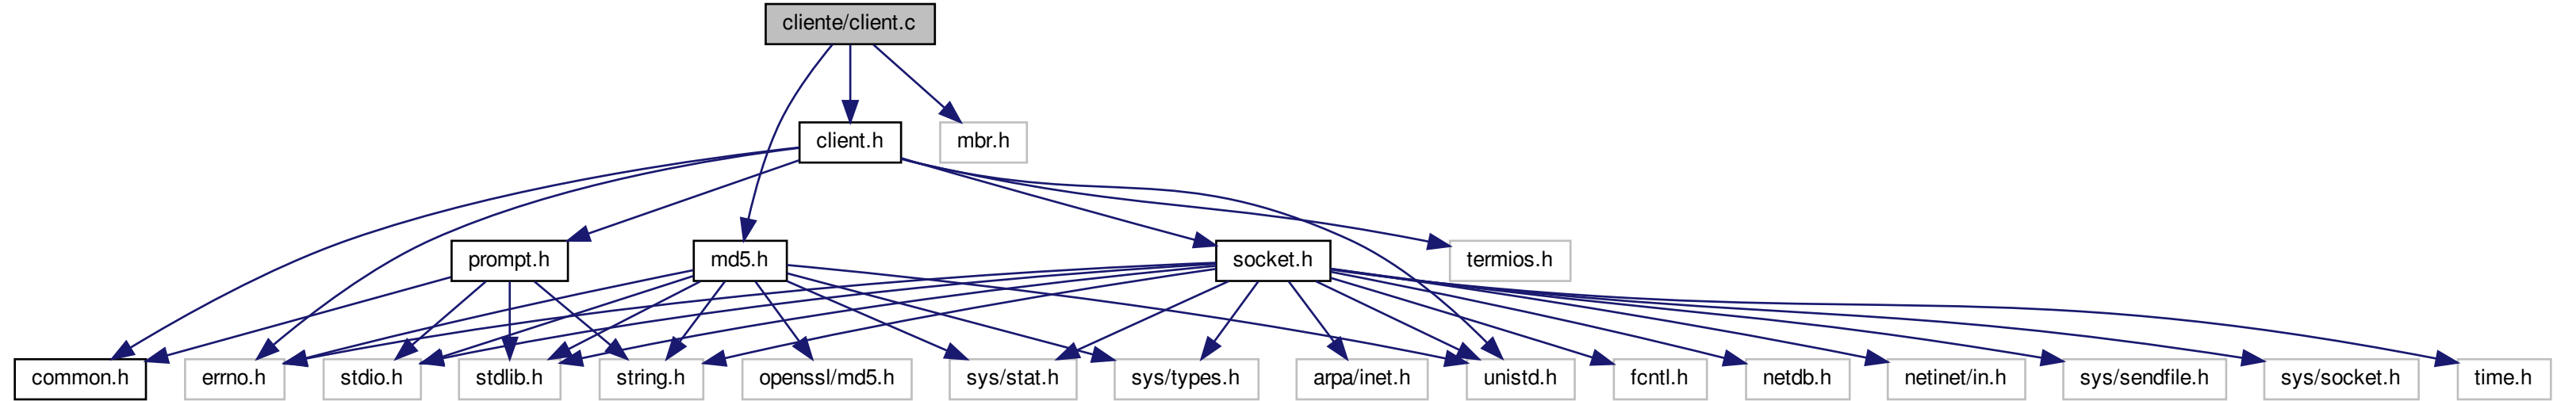 cliente/client.c
client.h
mbr.h
prompt.h
md5.h
socket.h
termios.h
common.h
errno.h
stdio.h
stdlib.h
string.h
openssl/md5.h
sys/stat.h
sys/types.h
arpa/inet.h
unistd.h
fcntl.h
netdb.h
netinet/in.h
sys/sendfile.h
sys/socket.h
time.h